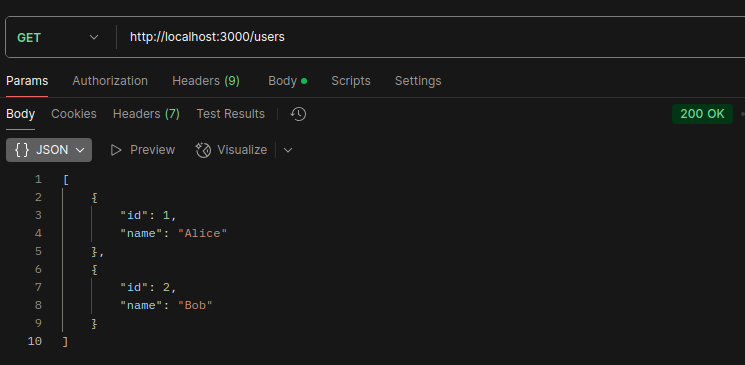 GET http://localhost:3000/users
Params Authorization Headers (9) Body Scripts Settings
Body Cookies Headers (7) Test Results 200 OK
{} JSON Preview Visualize
1 [
2 {
3 "id": 1,
4 "name": "Alice"
5 },
6 {
7 "id": 2,
8 "name": "Bob"
9 }
10 ]